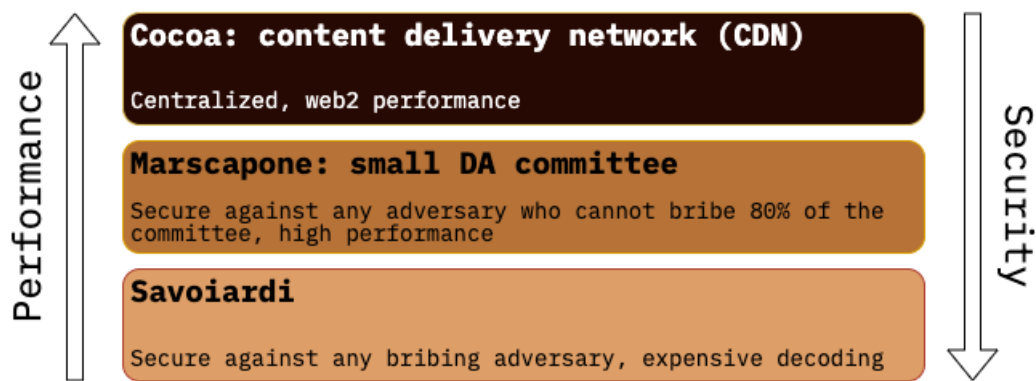 Performance
Cocoa: content delivery network (CDN)
Centralized, web2 performance
Marscapone: small DA committee
Secure against any adversary who cannot bribe 80% of the
committee, high performance
Savoiardi
Secure against any bribing adversary, expensive decoding
Security